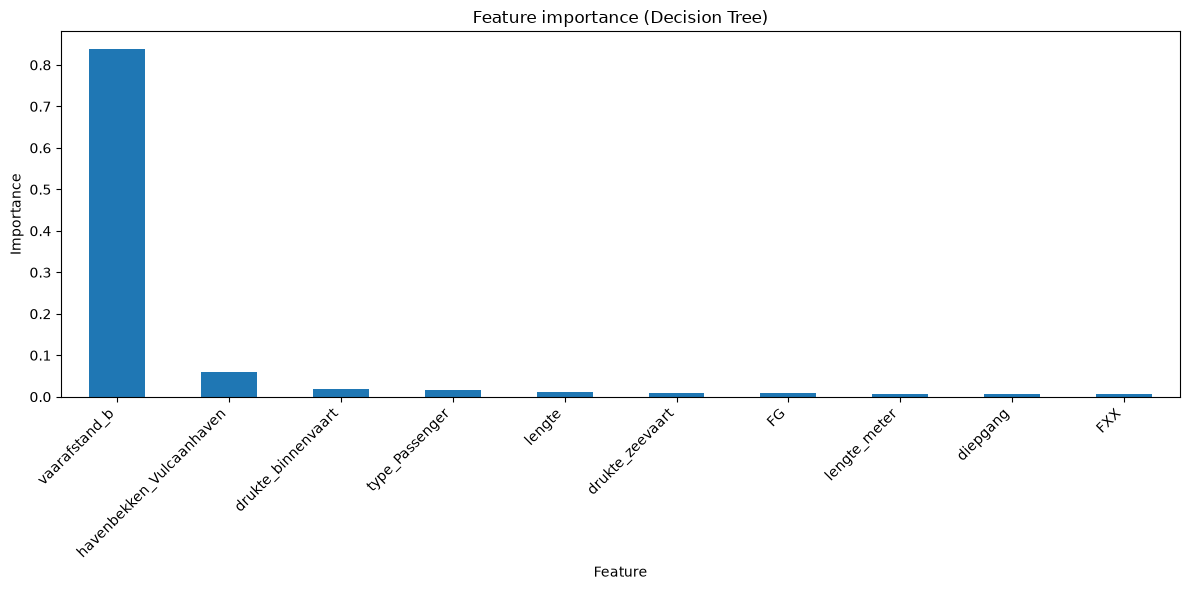 Feature importance (Decision Tree)
Importance
0.8
0.7
0.6
0.5
0.4
0.3
0.2
0.1
0.0
vaarafstand_b
havenbekken_Vulcaanhaven
drukte_binnenvaart
type_Passenger
lengte
drukte_zeevaart
FG
lengte_meter
diepgang
FXX
Feature